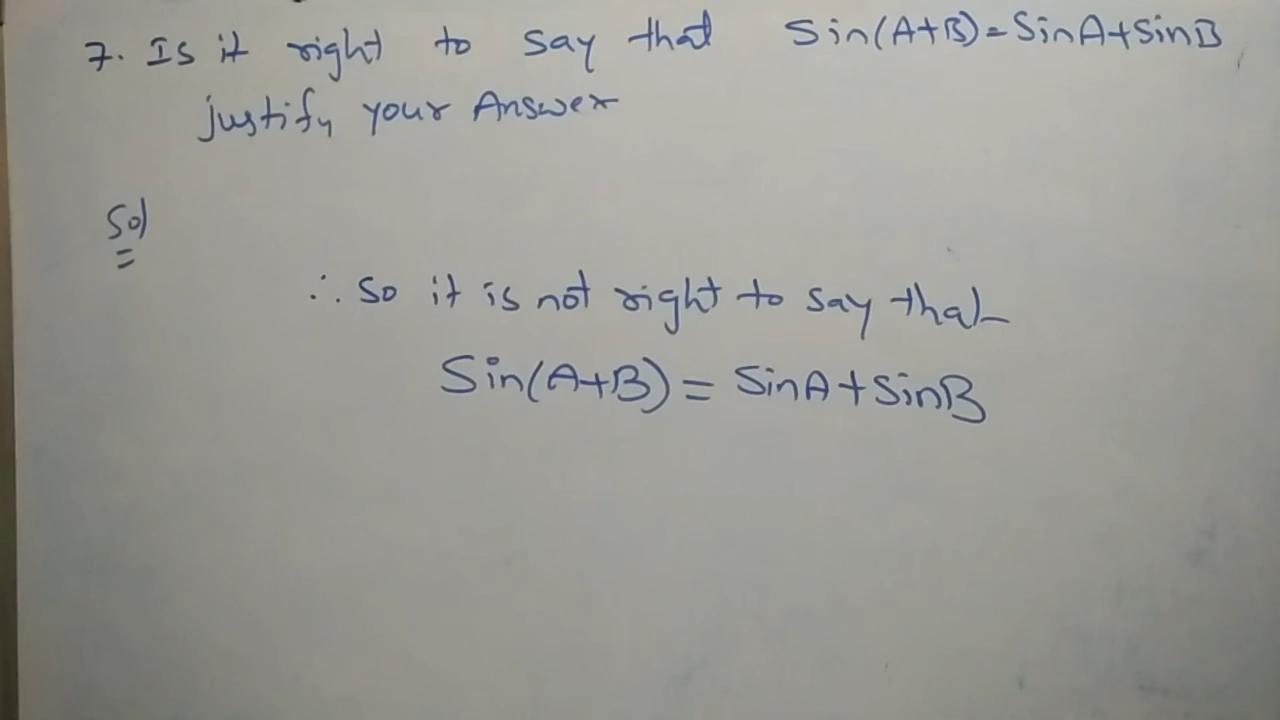 7. Is it right to say that Sin(A+B)=SinA+SinB
justify your Answer
Sol
∴ So it is not right to say that
Sin(A+B) = SinA+SinB